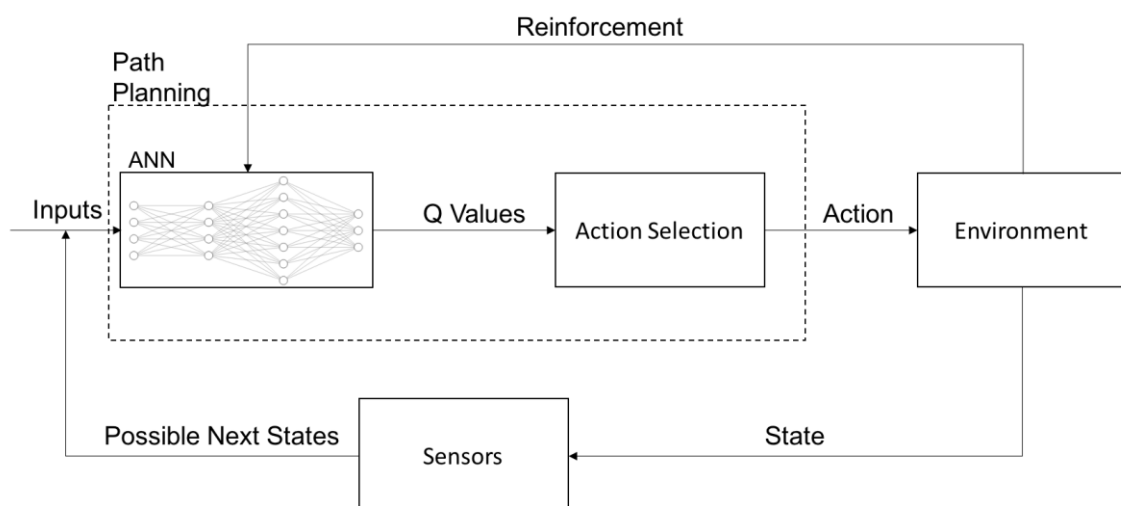 Reinforcement
Path
Planning
ANN
Inputs
Q Values
Action Selection
Action
Environment
Possible Next States
Sensors
State